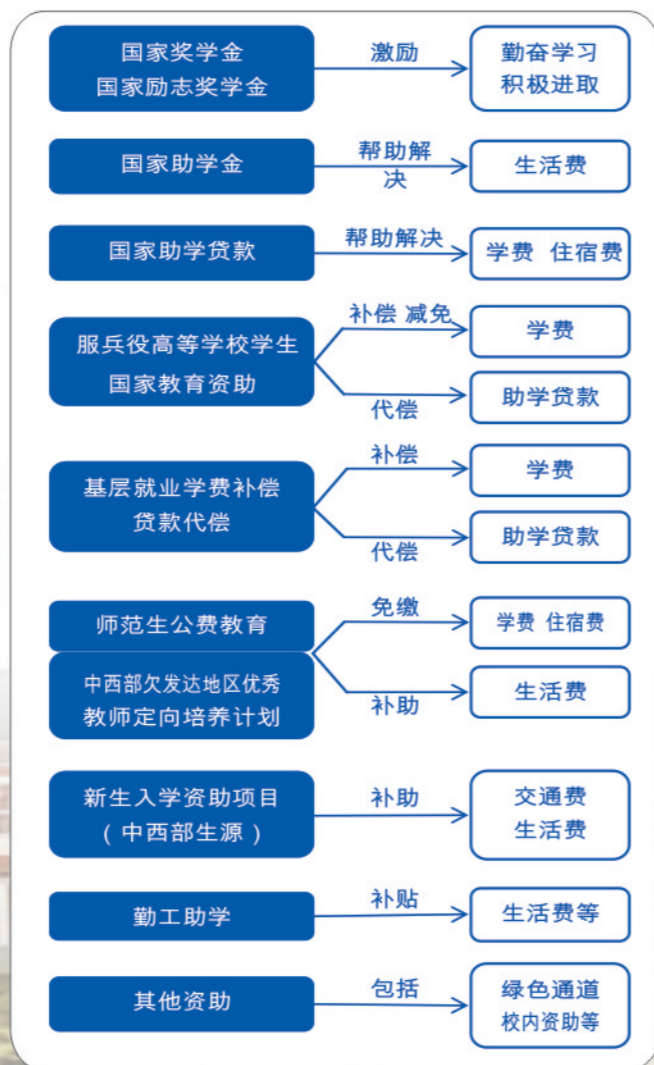 国家奖学金
国家励志奖学金
激励
勤奋学习
积极进取
国家助学金
帮助解
决
生活费
国家助学贷款
帮助解决
学费 住宿费
服兵役高等学校学生
国家教育资助
补偿 减免
学费
代偿
助学贷款
基层就业学费补偿
贷款代偿
补偿
学费
代偿
助学贷款
师范生公费教育
中西部欠发达地区优秀
教师定向培养计划
免缴
学费 住宿费
补助
生活费
新生入学资助项目
（中西部生源）
补助
交通费
生活费
勤工助学
补贴
生活费等
其他资助
包括
绿色通道
校内资助等